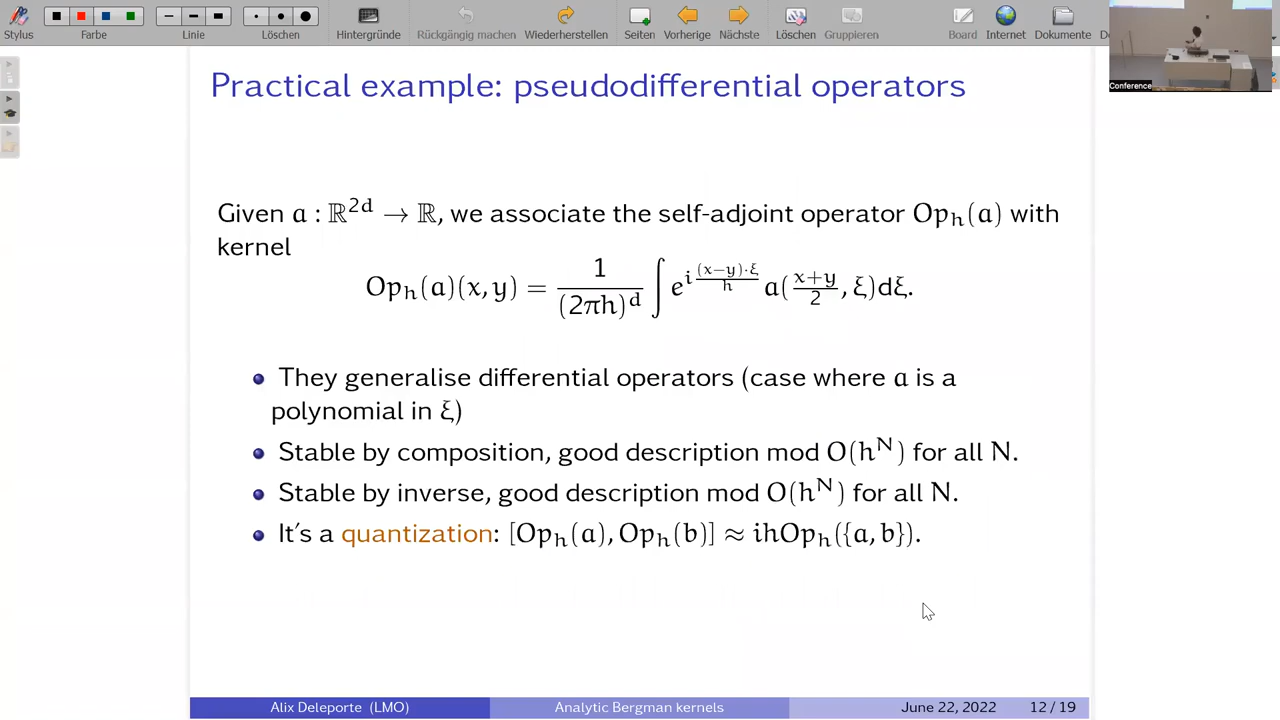 Stylus
Farbe
Linie
Löschen
Hintergründe
Rückgängig machen
Wiederherstellen
Seiten
Vorherige
Nächste
Löschen
Gruppieren
Board
Internet
Dokumente
Conference
Practical example: pseudodifferential operators
Given a : ℝ^{2d} → ℝ, we associate the self-adjoint operator Op_h(a) with
kernel
Op_h(a)(x, y) = \frac{1}{(2πh)^d} ∫ e^{i\frac{(x−y)·ξ}{h}} a(\frac{x+y}{2}, ξ)dξ.
• They generalise differential operators (case where a is a
polynomial in ξ)
• Stable by composition, good description mod O(h^N) for all N.
• Stable by inverse, good description mod O(h^N) for all N.
• It's a quantization: [Op_h(a), Op_h(b)] ≈ ihOp_h({a, b}).
Alix Deleporte (LMO) Analytic Bergman kernels June 22, 2022 12 / 19